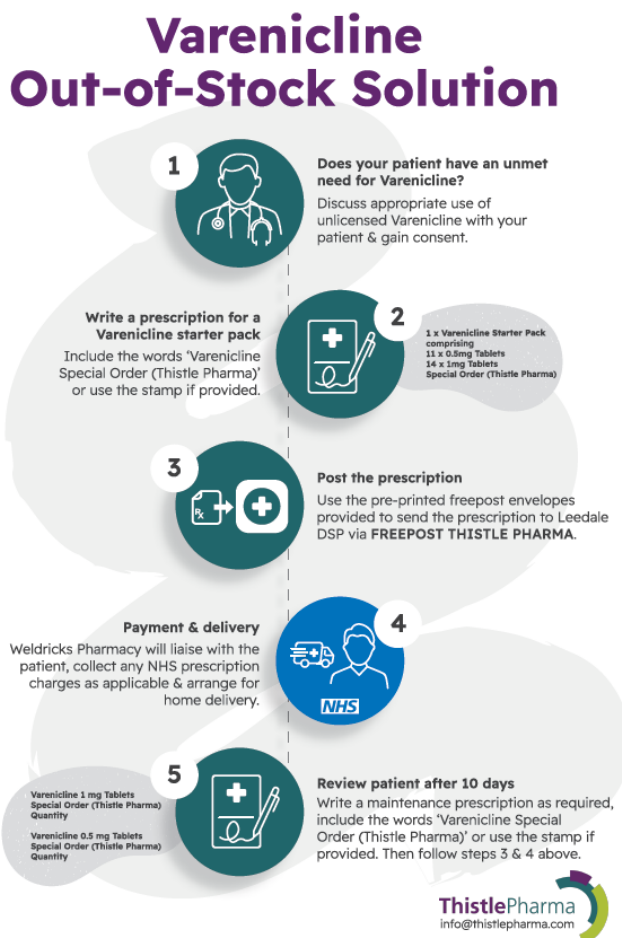 Varenicline
Out-of-Stock Solution
1
Does your patient have an unmet
need for Varenicline?
Discuss appropriate use of
unlicensed Varenicline with your
patient & gain consent.
Write a prescription for a
Varenicline starter pack
Include the words ‘Varenicline
Special Order (Thistle Pharma)’
or use the stamp if provided.
2
1 x Varenicline Starter Pack
comprising
11 x 0.5mg Tablets
14 x 1mg Tablets
Special Order (Thistle Pharma)
3
Rx
Post the prescription
Use the pre-printed freepost envelopes
provided to send the prescription to Leedale
DSP via FREEPOST THISTLE PHARMA.
Payment & delivery
Weldricks Pharmacy will liaise with the
patient, collect any NHS prescription
charges as applicable & arrange for
home delivery.
4
NHS
5
Varenicline 1 mg Tablets
Special Order (Thistle Pharma)
Quantity
Varenicline 0.5 mg Tablets
Special Order (Thistle Pharma)
Quantity
Review patient after 10 days
Write a maintenance prescription as required,
include the words ‘Varenicline Special
Order (Thistle Pharma)’ or use the stamp if
provided. Then follow steps 3 & 4 above.
ThistlePharma
info@thistlepharma.com